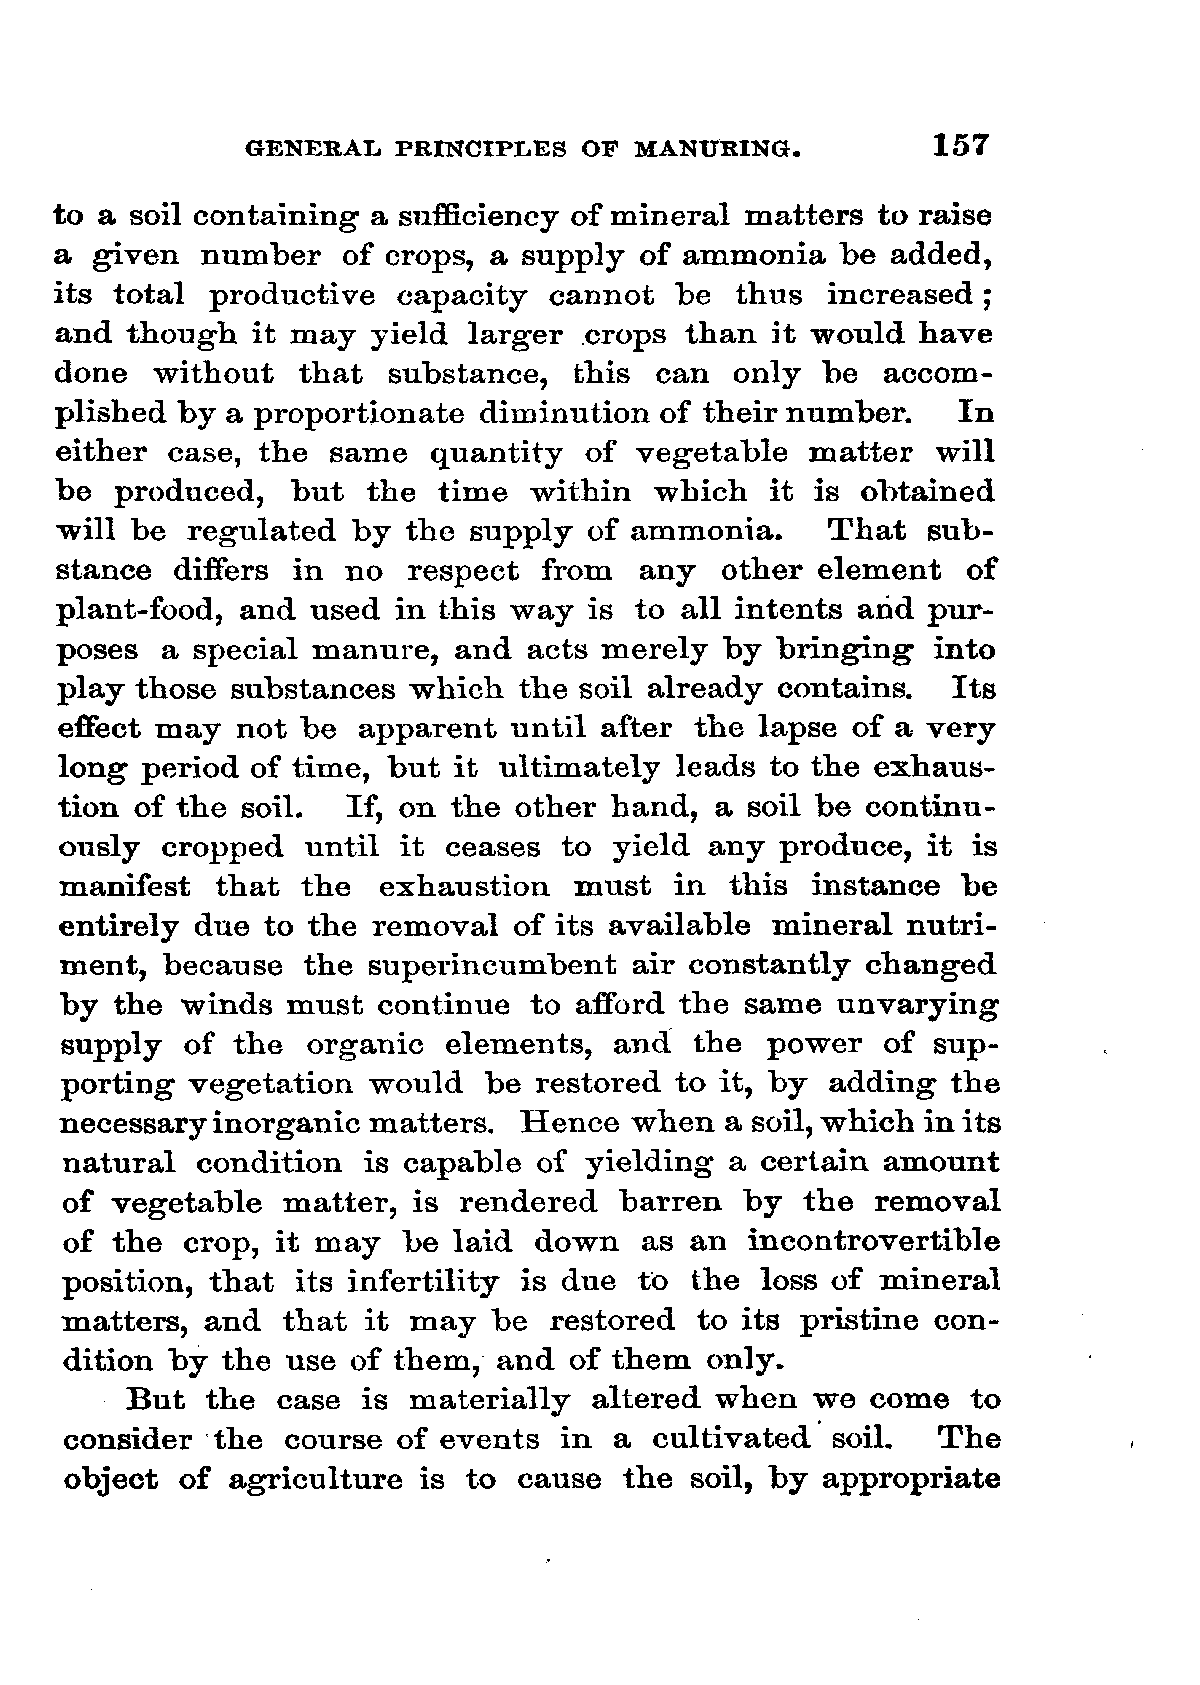 GENERAL PRINCIPLES OF MANURING. 157
to a soil containing a sufficiency of mineral matters to raise
a given number of crops, a supply of ammonia be added,
its total productive capacity cannot be thus increased ;
and though it may yield larger crops than it would have
done without that substance, this can only be accom-
plished by a proportionate diminution of their number. In
either case, the same quantity of vegetable matter will
be produced, but the time within which it is obtained
will be regulated by the supply of ammonia. That sub-
stance differs in no respect from any other element of
plant-food, and used in this way is to all intents and pur-
poses a special manure, and acts merely by bringing into
play those substances which the soil already contains. Its
effect may not be apparent until after the lapse of a very
long period of time, but it ultimately leads to the exhaus-
tion of the soil. If, on the other hand, a soil be continu-
ously cropped until it ceases to yield any produce, it is
manifest that the exhaustion must in this instance be
entirely due to the removal of its available mineral nutri-
ment, because the superincumbent air constantly changed
by the winds must continue to afford the same unvarying
supply of the organic elements, and the power of sup-
porting vegetation would be restored to it, by adding the
necessary inorganic matters. Hence when a soil, which in its
natural condition is capable of yielding a certain amount
of vegetable matter, is rendered barren by the removal
of the crop, it may be laid down as an incontrovertible
position, that its infertility is due to the loss of mineral
matters, and that it may be restored to its pristine con-
dition by the use of them, and of them only.
But the case is materially altered when we come to
consider the course of events in a cultivated soil. The
object of agriculture is to cause the soil, by appropriate